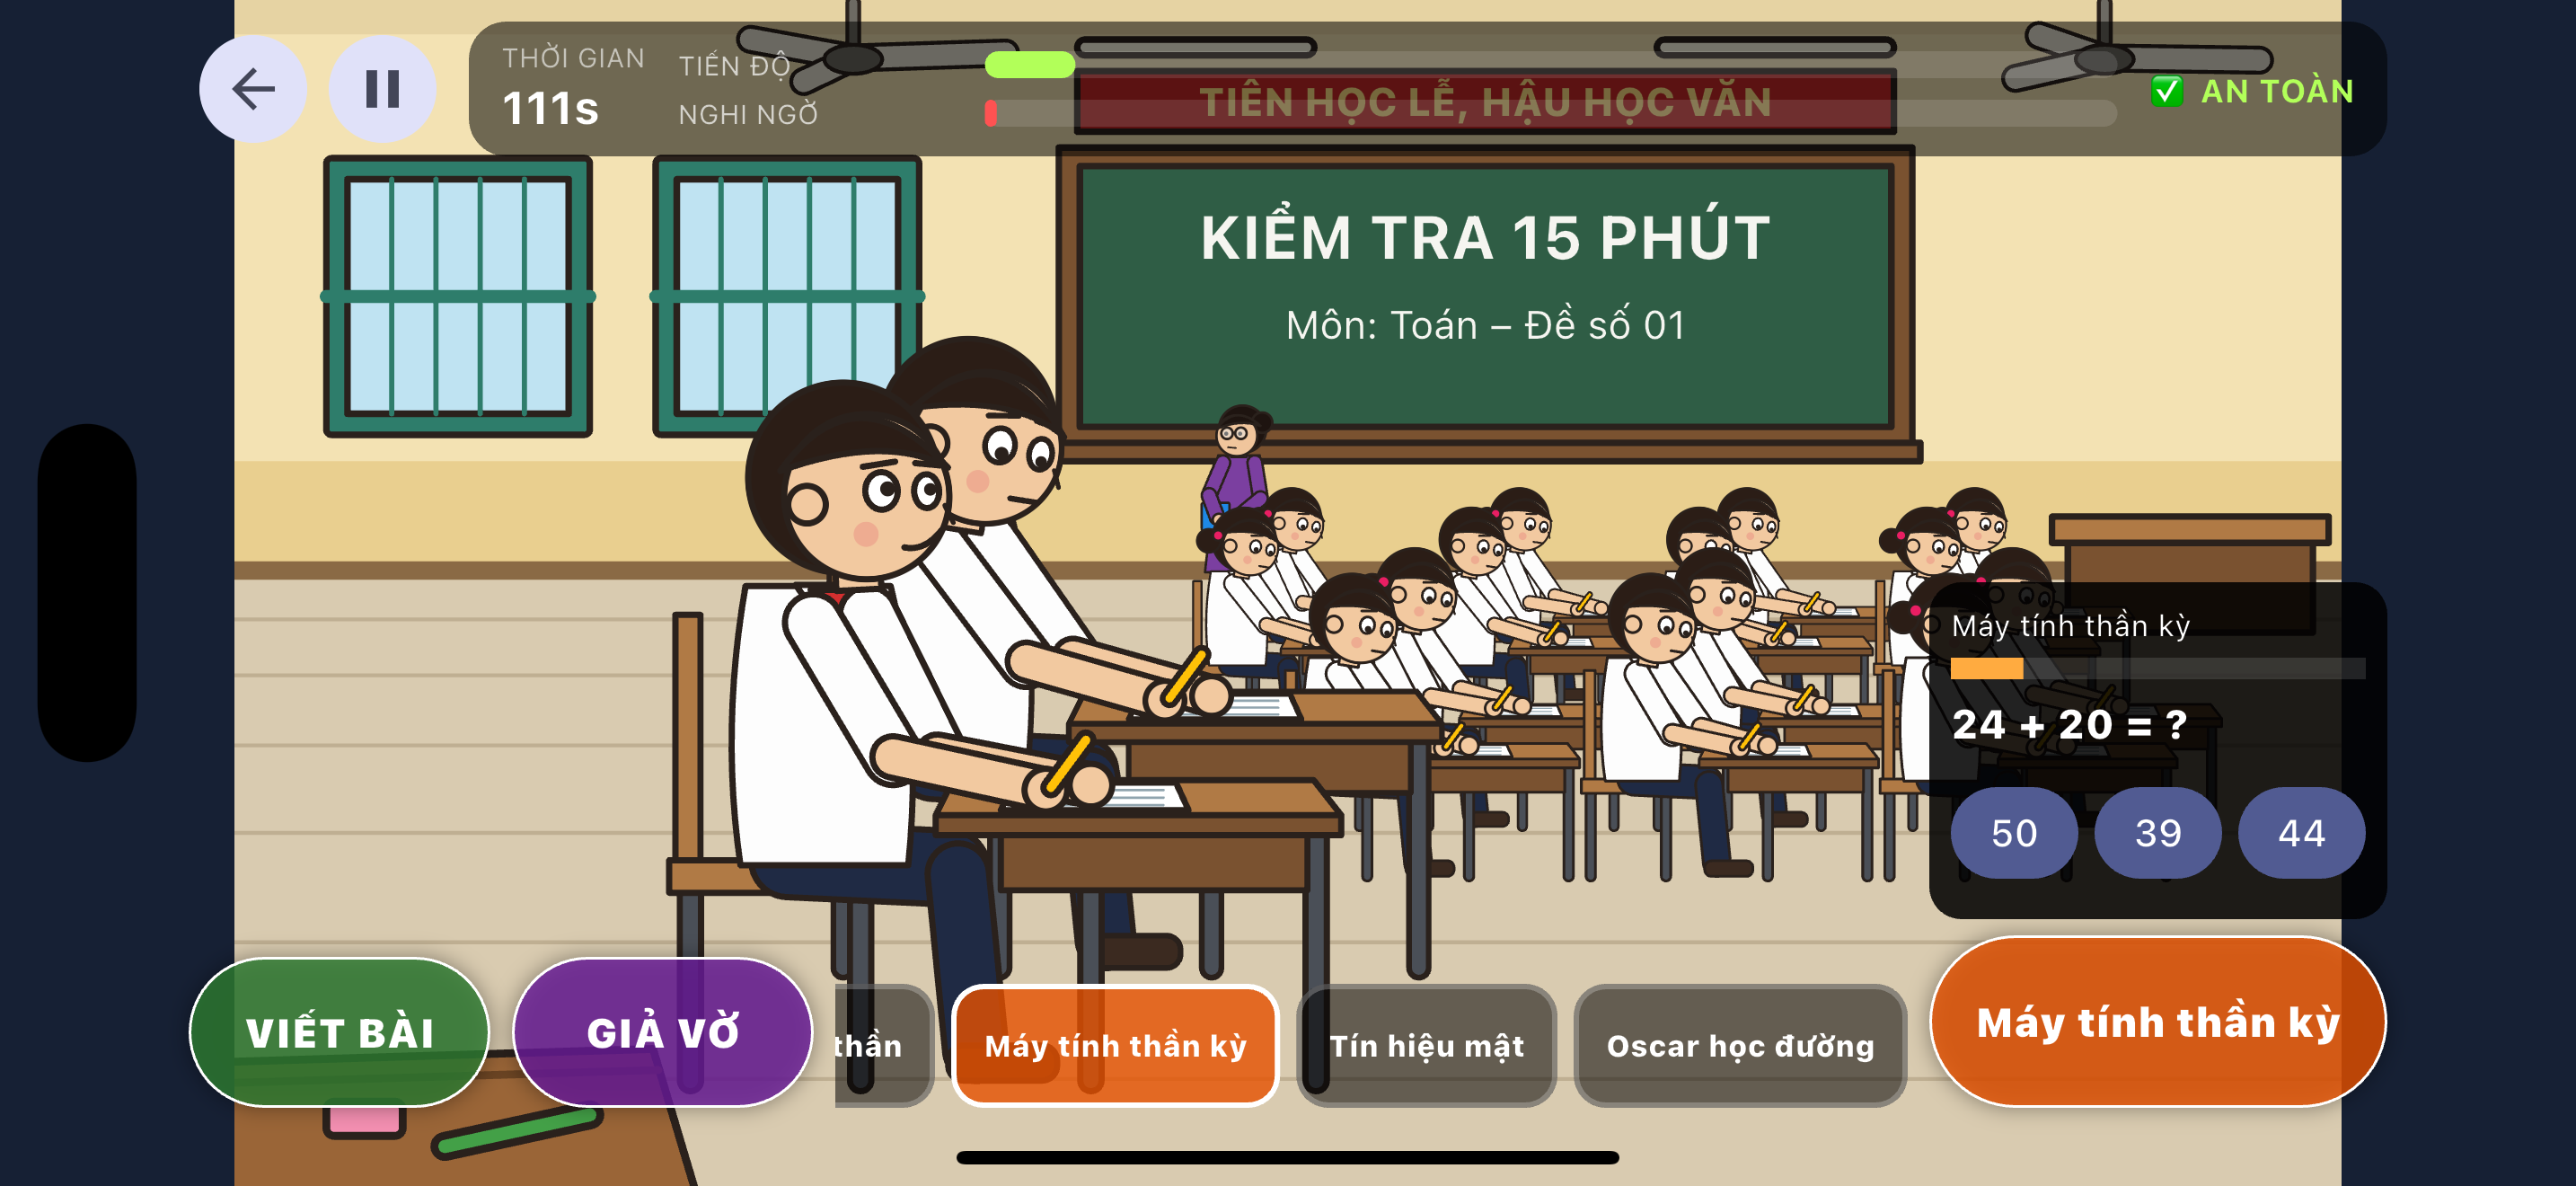 THỜI GIAN
111s
TIẾN ĐỘ
NGHI NGỜ
TIÊN HỌC LỄ, HẬU HỌC VĂN
✅ AN TOÀN
KIỂM TRA 15 PHÚT
Môn: Toán – Đề số 01
Máy tính thần kỳ
24 + 20 = ?
50
39
44
VIẾT BÀI
GIẢ VỜ
thần
Máy tính thần kỳ
Tín hiệu mật
Oscar học đường
Máy tính thần kỳ